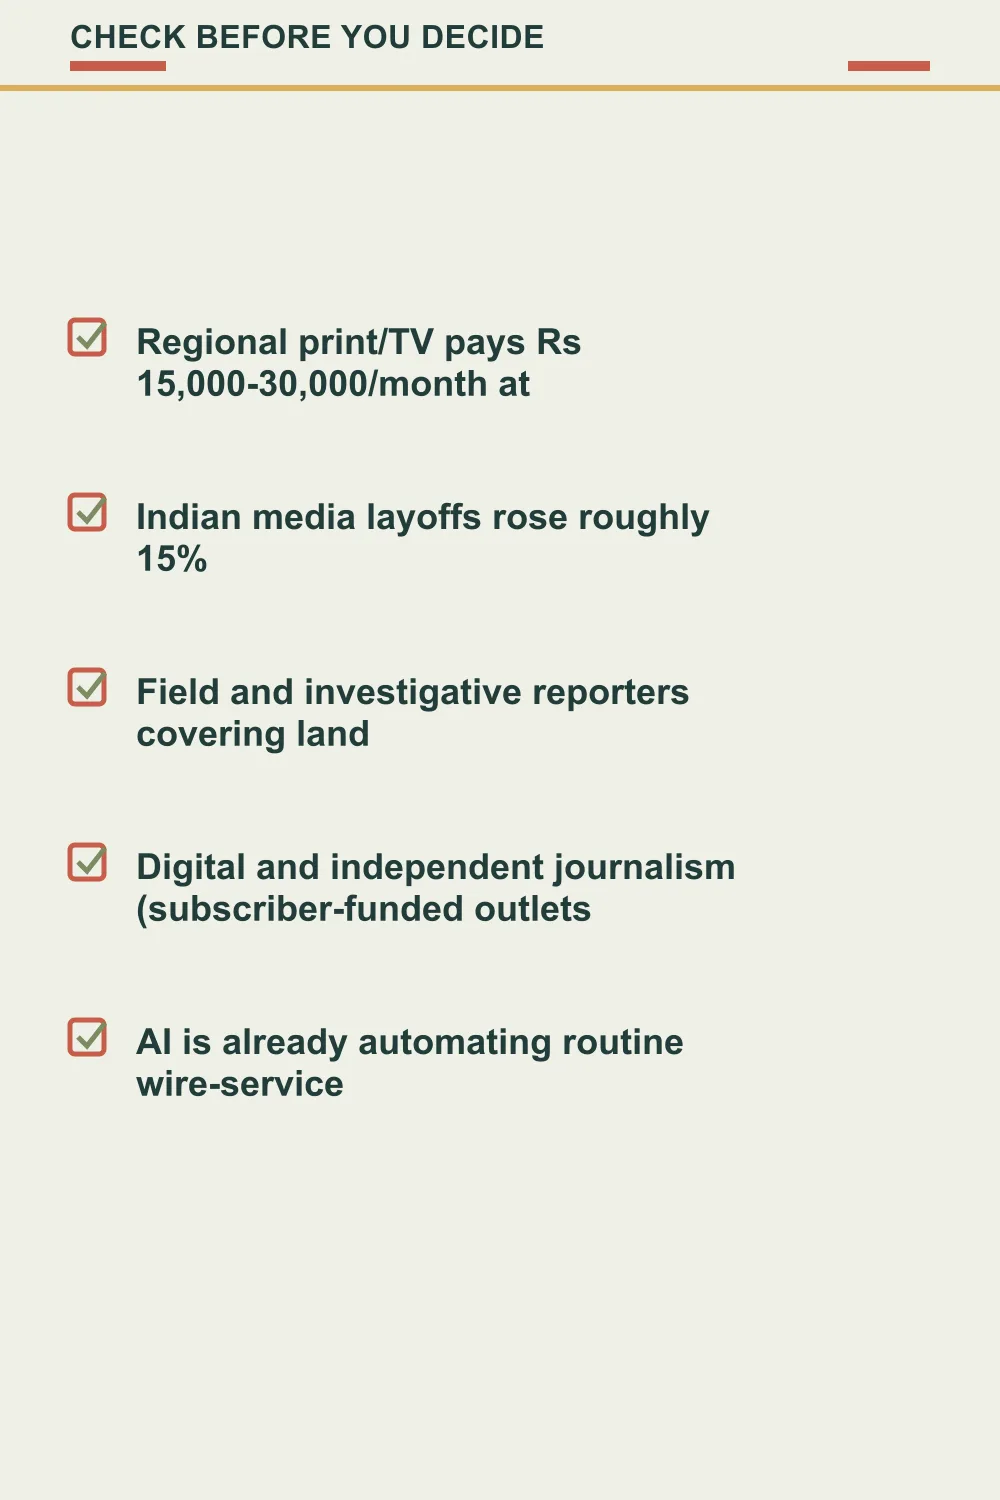 CHECK BEFORE YOU DECIDE
Regional print/TV pays Rs
15,000-30,000/month at
Indian media layoffs rose roughly
15%
Field and investigative reporters
covering land
Digital and independent journalism
(subscriber-funded outlets
AI is already automating routine
wire-service